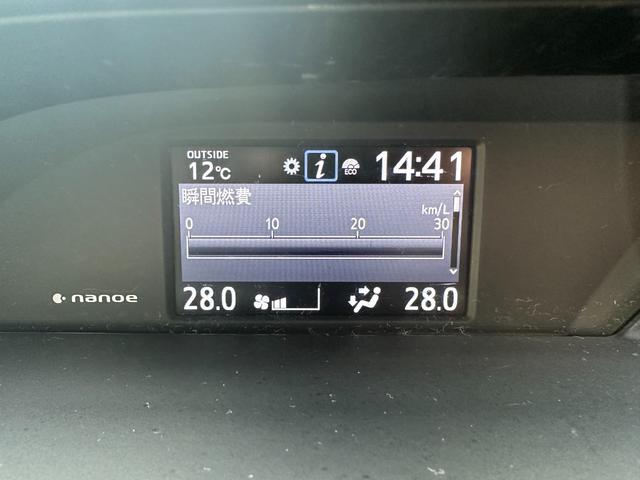 OUTSIDE
12℃
i
ECO
14:41
瞬間燃費
km/L
0 10 20 30
nanoe
28.0
28.0